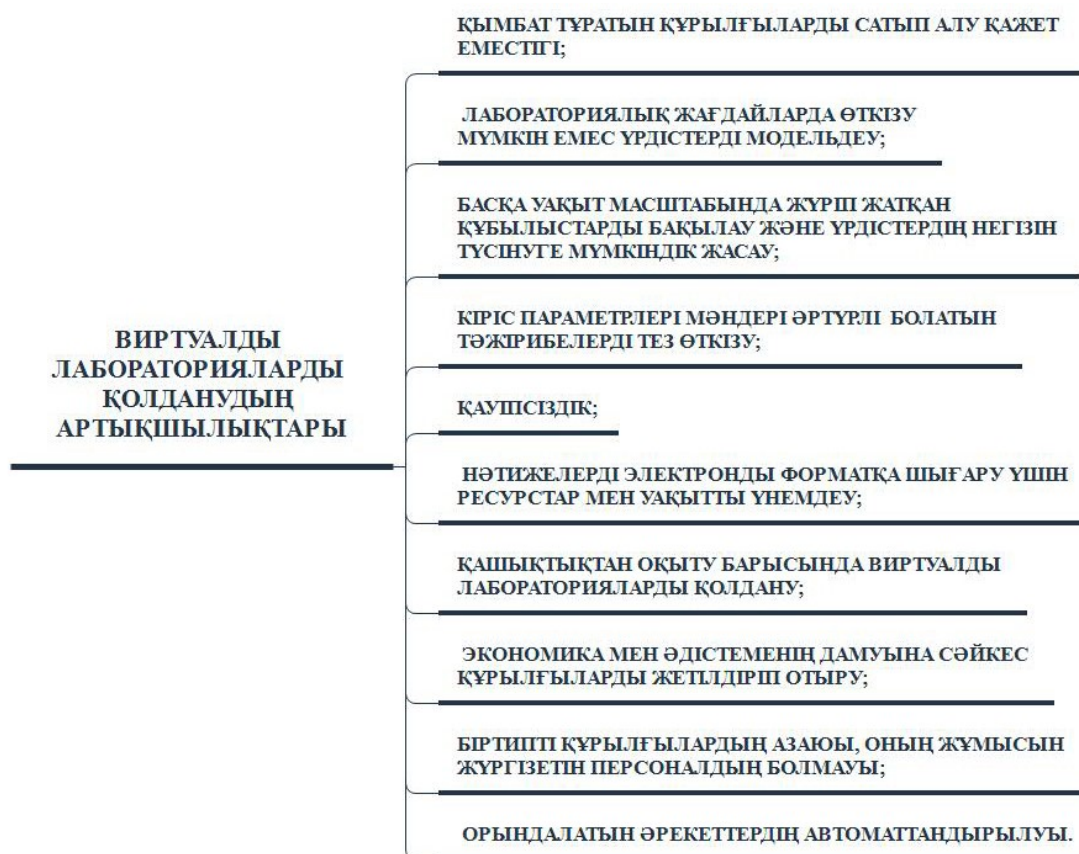 ҚЫМБАТ ТҰРАТЫН ҚҰРЫЛҒЫЛАРДЫ САТЫП АЛУ ҚАЖЕТ
ЕМЕСТІГІ;
ЛАБОРАТОРИЯЛЫҚ ЖАҒДАЙЛАРДА ӨТКІЗУ
МҮМКІН ЕМЕС ҮРДІСТЕРДІ МОДЕЛЬДЕУ;
БАСҚА УАҚЫТ МАСШТАБЫНДА ЖҮРІП ЖАТҚАН
ҚҰБЫЛЫСТАРДЫ БАҚЫЛАУ ЖӘНЕ ҮРДІСТЕРДІҢ НЕГІЗІН
ТҮСІНУГЕ МҮМКІНДІК ЖАСАУ;
КІРІС ПАРАМЕТРЛЕРІ МӘНДЕРІ ӘРТҮРЛІ БОЛАТЫН
ТӘЖІРИБЕЛЕРДІ ТЕЗ ӨТКІЗУ;
ВИРТУАЛДЫ
ЛАБОРАТОРИЯЛАРДЫ
ҚОЛДАНУДЫҢ
АРТЫҚШЫЛЫҚТАРЫ
ҚАУІПСІЗДІК;
НӘТИЖЕЛЕРДІ ЭЛЕКТРОНДЫ ФОРМАТҚА ШЫҒАРУ ҮШІН
РЕСУРСТАР МЕН УАҚЫТТЫ ҮНЕМДЕУ;
ҚАШЫҚТЫҚТАН ОҚЫТУ БАРЫСЫНДА ВИРТУАЛДЫ
ЛАБОРАТОРИЯЛАРДЫ ҚОЛДАНУ;
ЭКОНОМИКА МЕН ӘДІСТЕМЕНІҢ ДАМУЫНА СӘЙКЕС
ҚҰРЫЛҒЫЛАРДЫ ЖЕТІЛДІРІП ОТЫРУ;
БІРТИПТІ ҚҰРЫЛҒЫЛАРДЫҢ АЗАЮЫ, ОНЫҢ ЖҰМЫСЫН
ЖҮРГІЗЕТІН ПЕРСОНАЛДЫҢ БОЛМАУЫ;
ОРЫНДАЛАТЫН ӘРЕКЕТТЕРДІҢ АВТОМАТТАНДЫРЫЛУЫ.